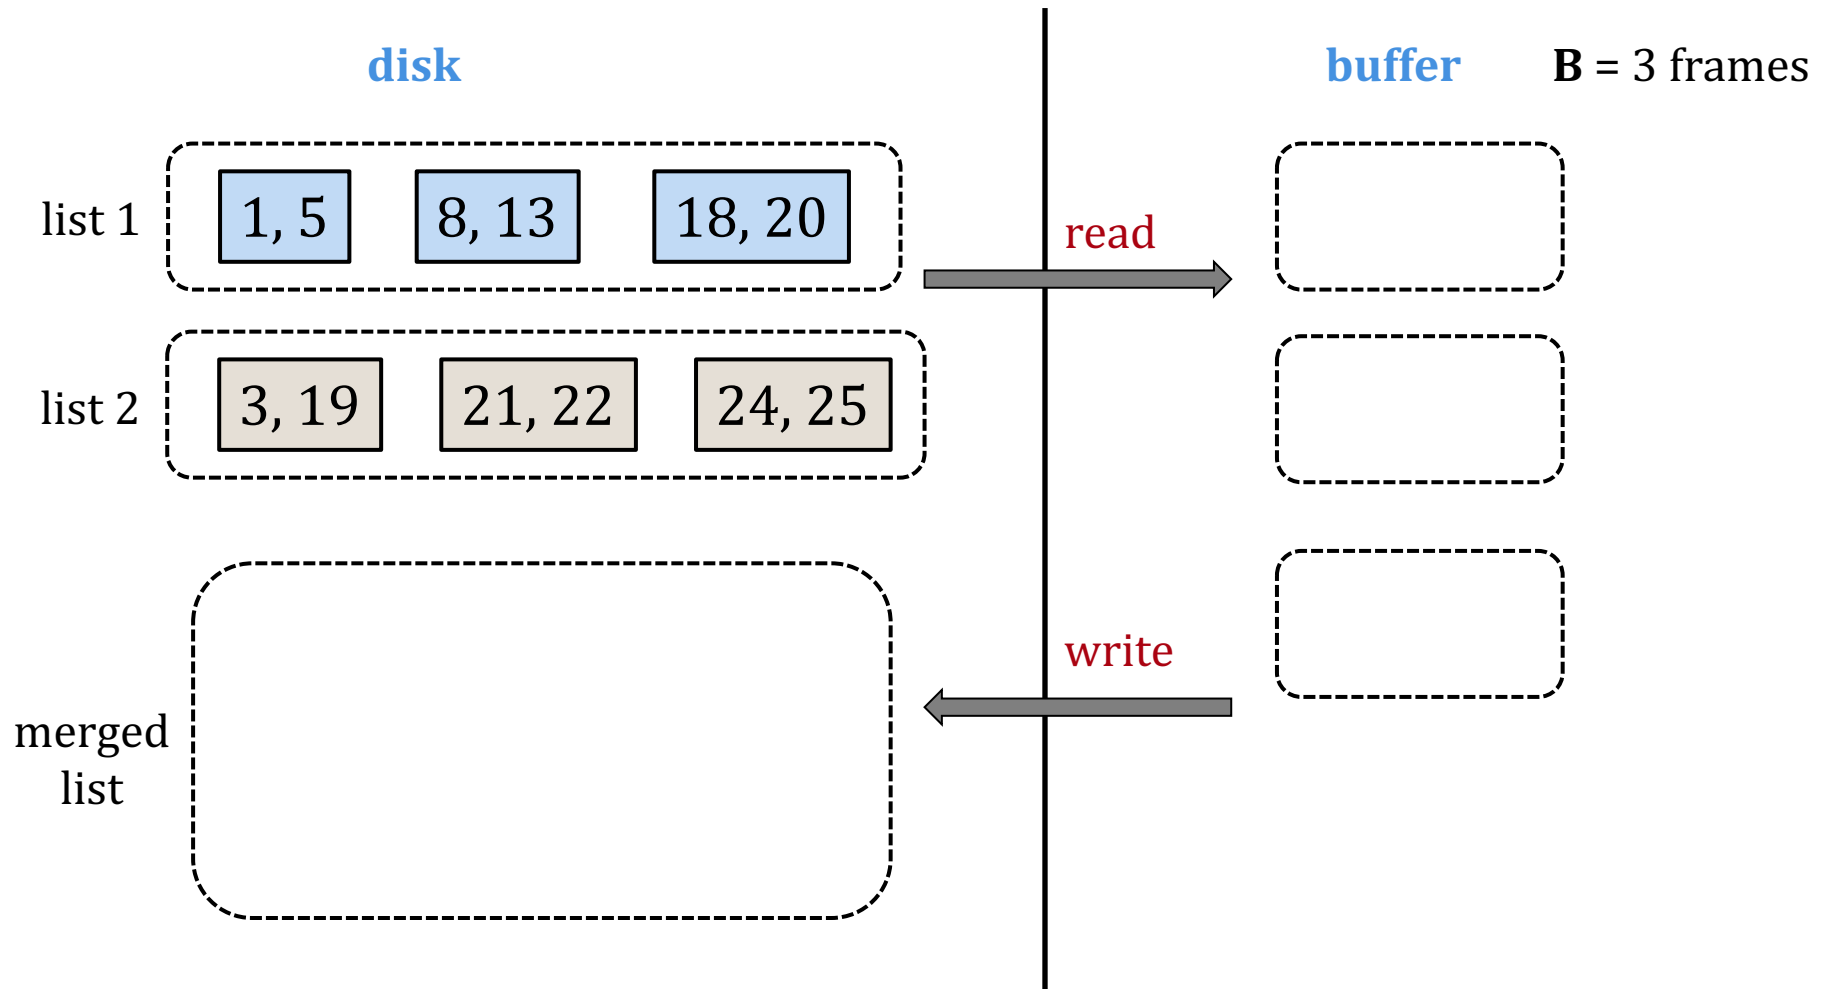 disk
buffer
B = 3 frames
list 1
1, 5
8, 13
18, 20
read
list 2
3, 19
21, 22
24, 25
write
merged
list